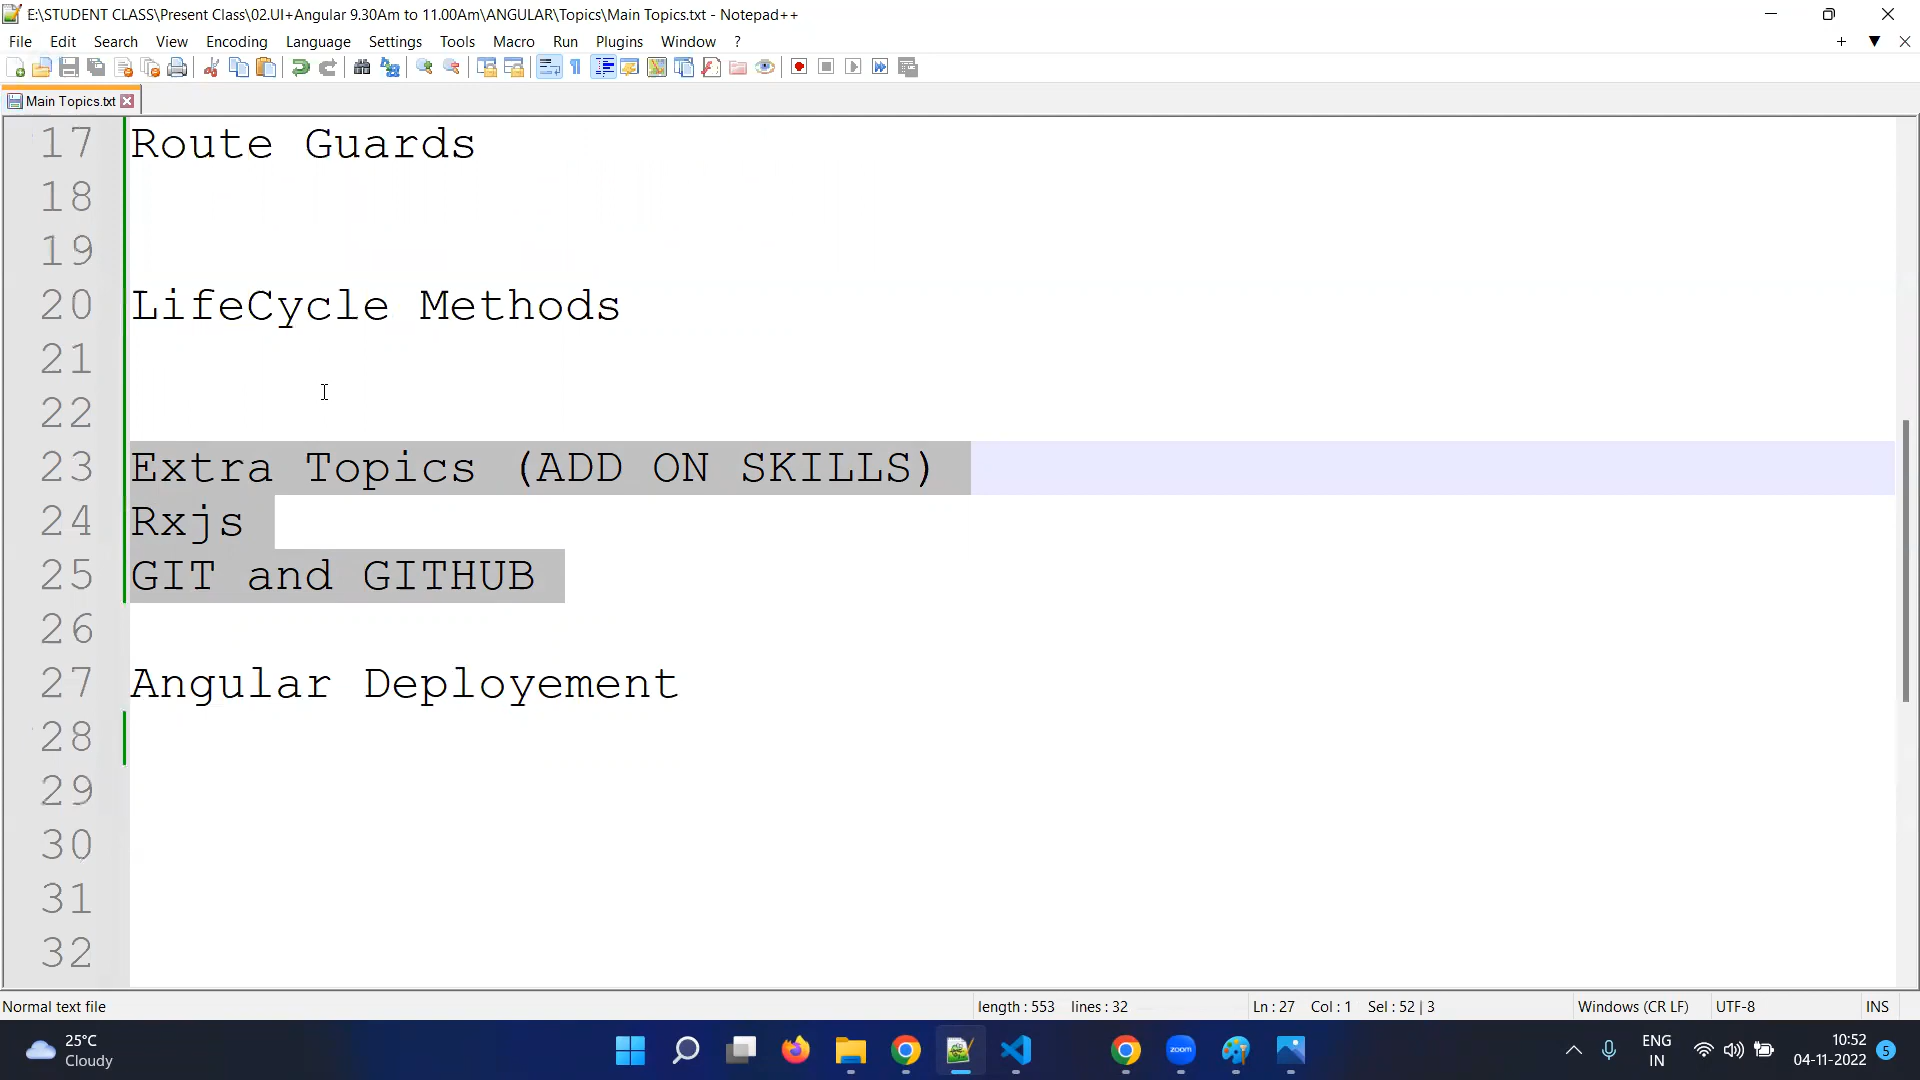 E:\STUDENT CLASS\Present Class\02.UI+Angular 9.30Am to 11.00Am\ANGULAR\Topics\Main Topics.txt - Notepad++
File Edit Search View Encoding Language Settings Tools Macro Run Plugins Window ?
Main Topics.txt
17 Route Guards
18
19
20 LifeCycle Methods
21
22
23 Extra Topics (ADD ON SKILLS)
24 Rxjs
25 GIT and GITHUB
26
27 Angular Deployement
28
29
30
31
32
Normal text file length : 553 lines : 32 Ln : 27 Col : 1 Sel : 52 | 3 Windows (CR LF) UTF-8 INS
25°C
Cloudy
zoom
ENG
IN
10:52
04-11-2022
5